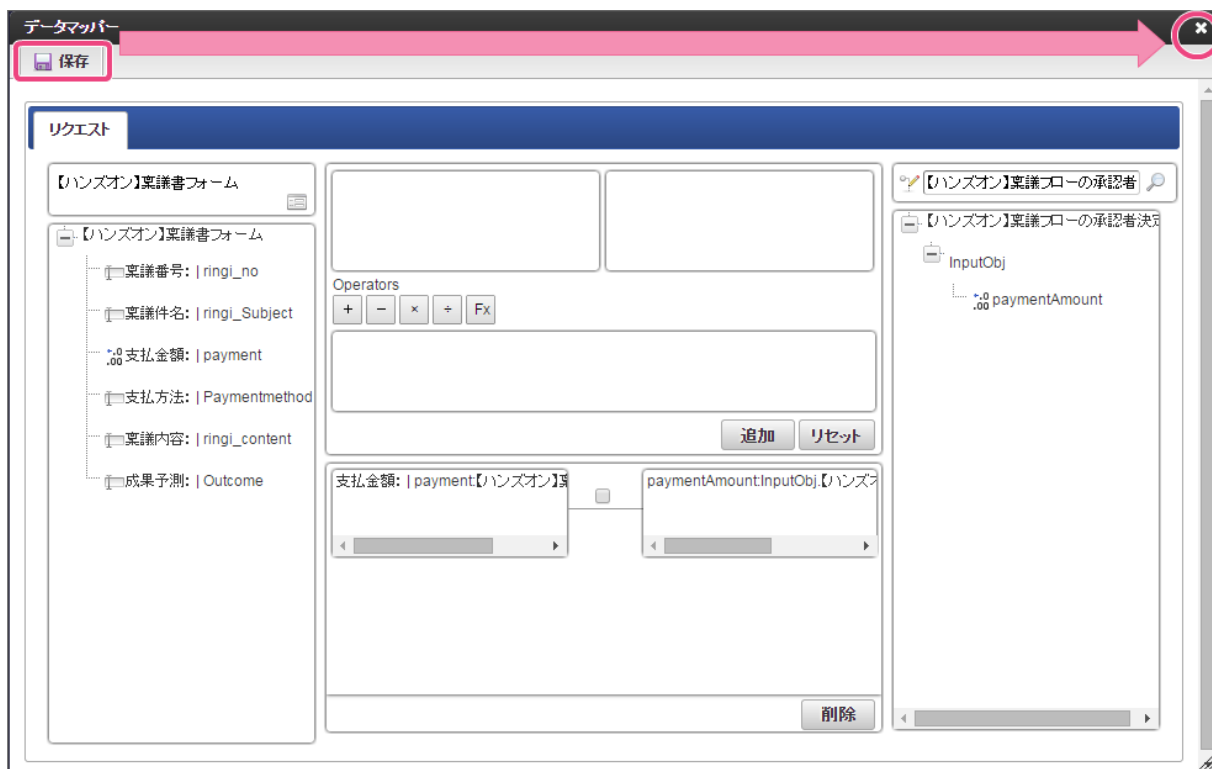 データマッパー
保存
リクエスト
【ハンズオン】稟議書フォーム
【ハンズオン】稟議書フォーム
稟議番号: | ringi_no
稟議件名: | ringi_Subject
支払金額: | payment
支払方法: | Paymentmethod
稟議内容: | ringi_content
成果予測: | Outcome
Operators
+ − × ÷ Fx
追加 リセット
支払金額: | payment:【ハンズオン】稟
paymentAmount:InputObj.【ハンズオ
削除
【ハンズオン】稟議フローの承認者
【ハンズオン】稟議フローの承認者決定
InputObj
paymentAmount